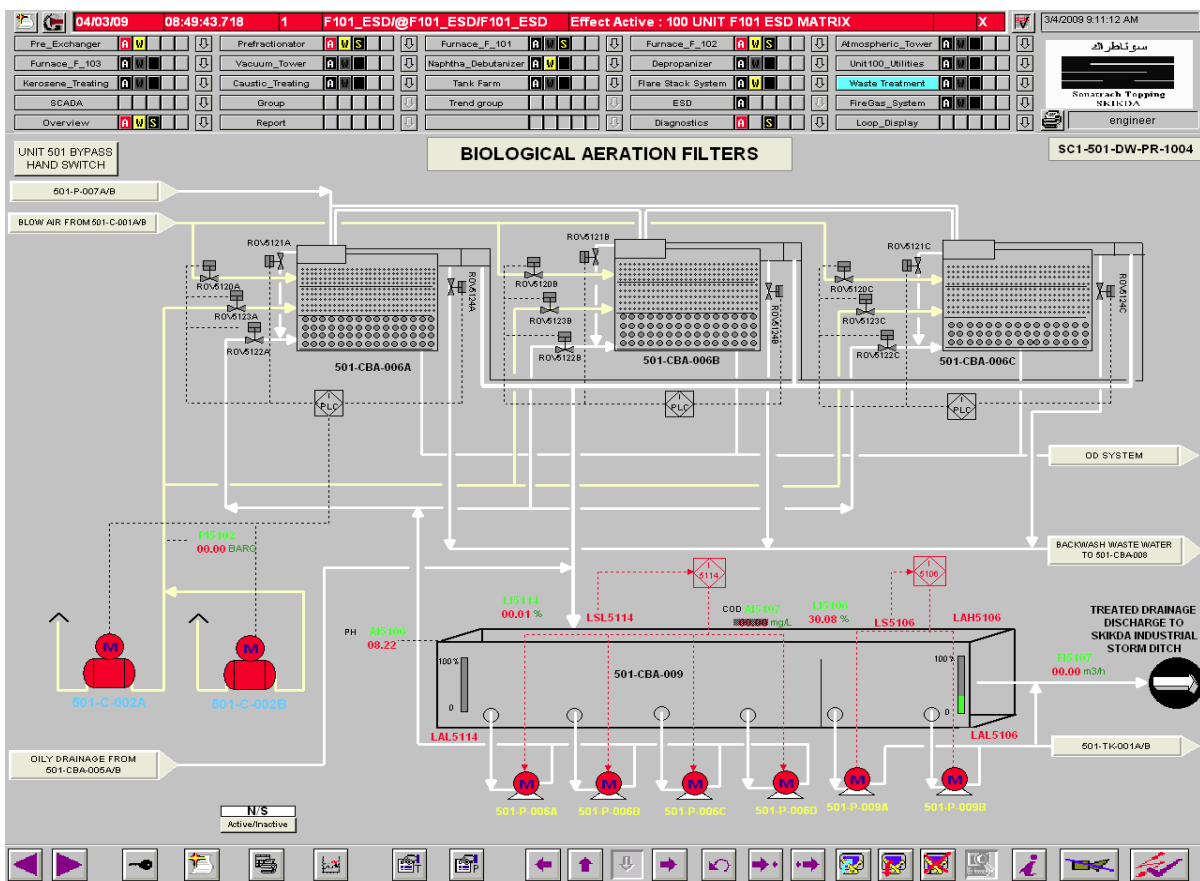 04/03/09 08:49:43.718 1 F101_ESD/@F101_ESD/F101_ESD Effect Active : 100 UNIT F101 ESD MATRIX X
3/4/2009 9:11:12 AM
Pre_Exchanger A W Prefractionator A W S Furnace_F_101 A W S Furnace_F_102 A W S Atmospheric_Tower A W
Furnace_F_103 A W Vacuum_Tower A W Naphtha_Debutanizer A W Depropanizer A W Unit100_Utilities A W
Kerosene_Treating A W Caustic_Treating A W Tank Farm A W Flare Stack System A W Waste Treatment A W
SCADA Group Trend group ESD A FireGas_System A W
Overview A W S Report Diagnostics A S Loop_Display
سوناطراك
Sonatrach Topping
SKIKDA
engineer
UNIT 501 BYPASS
HAND SWITCH
BIOLOGICAL AERATION FILTERS
SC1-501-DW-PR-1004
501-P-007A/B
BLOW AIR FROM 501-C-001A/B
ROV5121A
ROV5120A
ROV5123A
ROV5122A
ROV5124A
501-CBA-006A
PLC
ROV5121B
ROV5120B
ROV5123B
ROV5122B
ROV5124B
501-CBA-006B
PLC
ROV5121C
ROV5120C
ROV5123C
ROV5122C
ROV5124C
501-CBA-006C
PLC
OD SYSTEM
BACKWASH WASTE WATER
TO 501-CBA-008
PI5102
00.00 BARG
LI5114
00.01 %
LSL5114
I
5114
COD AI5107
mg/L
LI5106
30.08 %
LS5106
I
5106
LAH5106
PH AI5106
08.22
TREATED DRAINAGE
DISCHARGE TO
SKIKDA INDUSTRIAL
STORM DITCH
FI5107
00.00 m3/h
100 %
0
501-CBA-009
100 %
0
M
501-C-002A
M
501-C-002B
LAL5114
LAL5106
501-TK-001A/B
OILY DRAINAGE FROM
501-CBA-005A/B
M
501-P-006A
M
501-P-006B
M
501-P-006C
M
501-P-006D
M
501-P-009A
M
501-P-009B
N/S
Active/Inactive